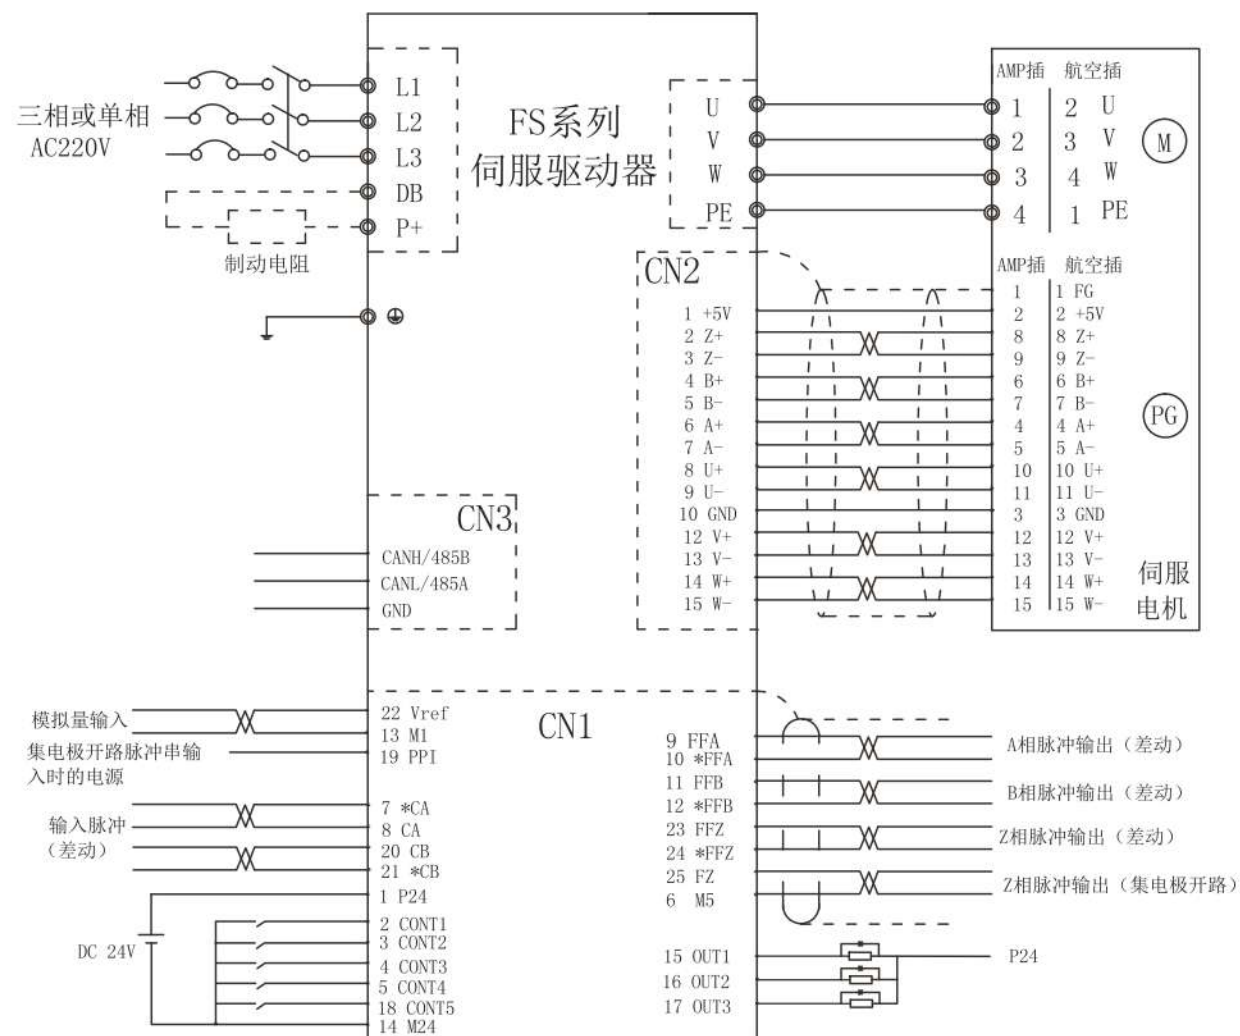 FS系列
伺服驱动器
三相或单相
AC220V
L1
L2
L3
DB
P+
制动电阻
U
V
W
PE
AMP插 航空插
1 2 U
2 3 V
3 4 W
4 1 PE
M
CN2
1 +5V
2 Z+
3 Z-
4 B+
5 B-
6 A+
7 A-
8 U+
9 U-
10 GND
12 V+
13 V-
14 W+
15 W-
AMP插 航空插
1 1 FG
2 2 +5V
8 8 Z+
9 9 Z-
6 6 B+
7 7 B-
4 4 A+
5 5 A-
10 10 U+
11 11 U-
3 3 GND
12 12 V+
13 13 V-
14 14 W+
15 15 W-
PG
伺服
电机
CN3
CANH/485B
CANL/485A
GND
CN1
模拟量输入
集电极开路脉冲串输
入时的电源
输入脉冲
（差动）
DC 24V
22 Vref
13 M1
19 PPI
7 *CA
8 CA
20 CB
21 *CB
1 P24
2 CONT1
3 CONT2
4 CONT3
5 CONT4
18 CONT5
14 M24
9 FFA
10 *FFA
11 FFB
12 *FFB
23 FFZ
24 *FFZ
25 FZ
6 M5
15 OUT1
16 OUT2
17 OUT3
A相脉冲输出（差动）
B相脉冲输出（差动）
Z相脉冲输出（差动）
Z相脉冲输出（集电极开路）
P24